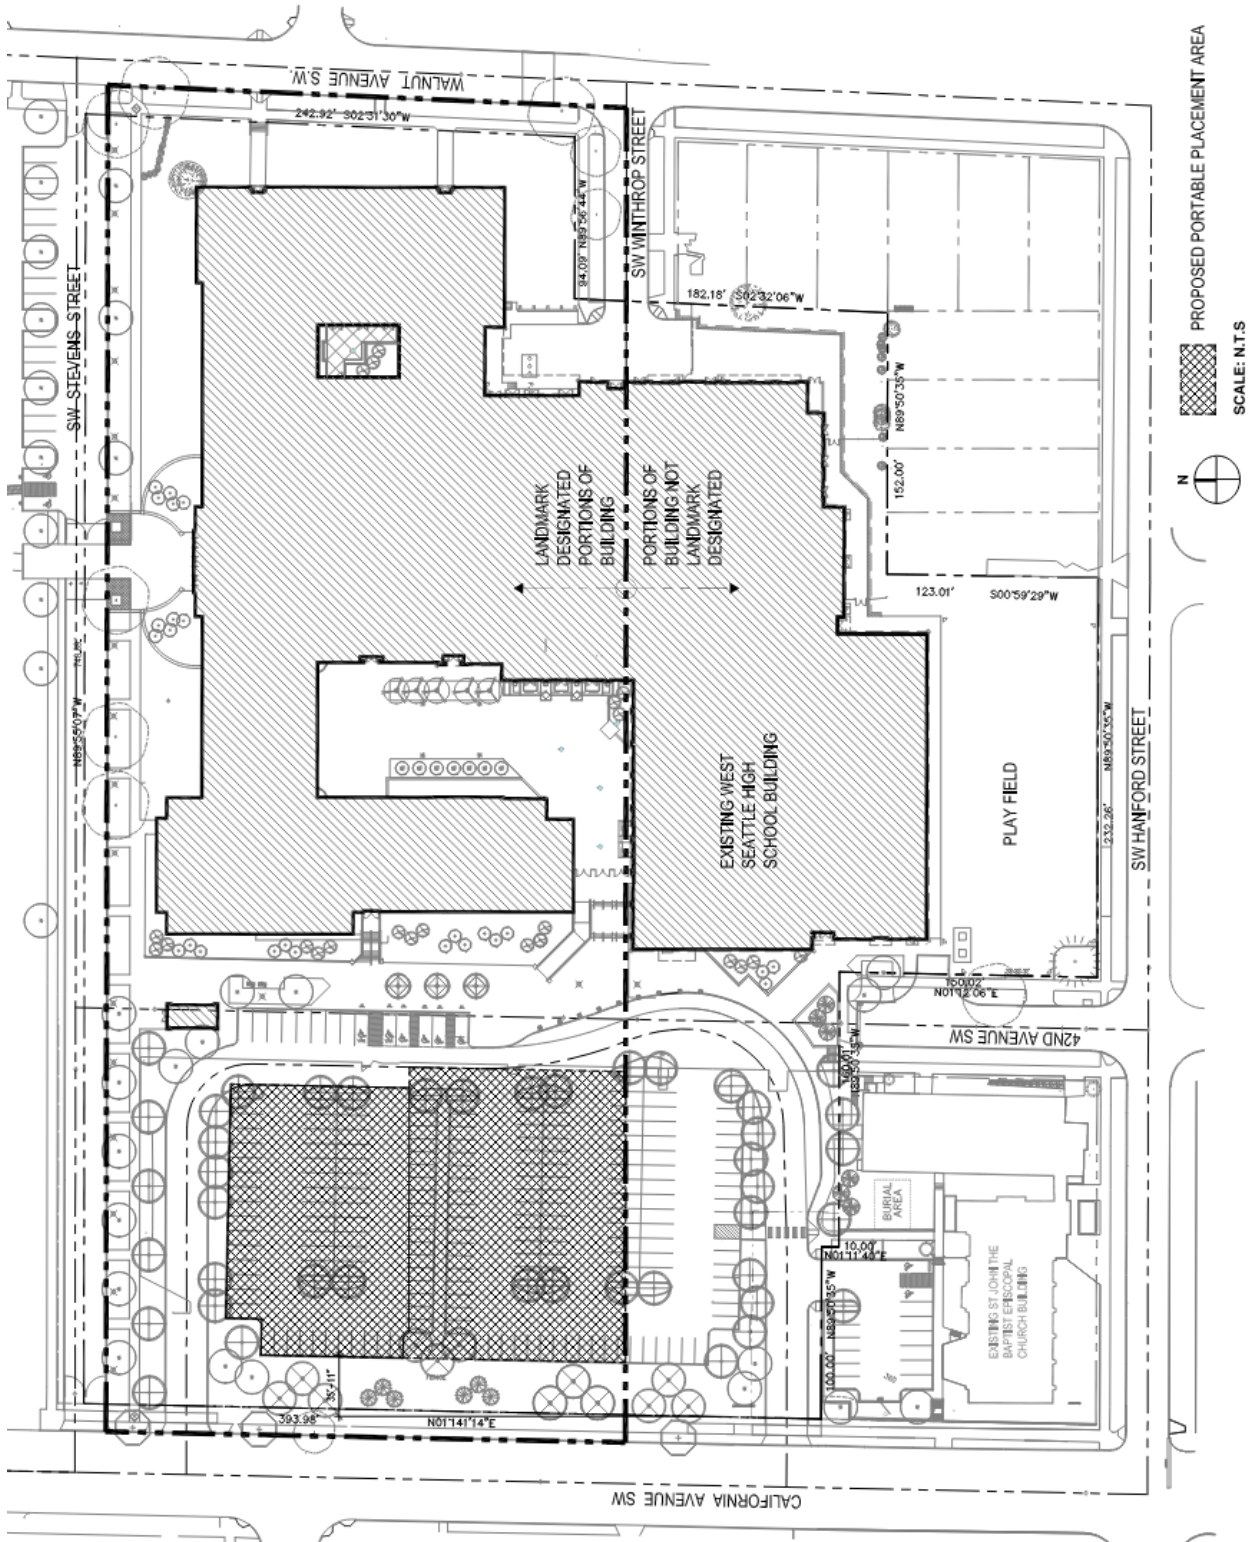 WALNUT AVENUE S.W.
242.92' S02°31'30"W
SW STEVENS STREET
N89°55'07"W
94.09' N89°56'44"W
SW WINTHROP STREET
182.18' S02°32'06"W
N89°50'35"W
152.00'
123.01' S00°59'29"W
LANDMARK
DESIGNATED
PORTIONS OF
BUILDING
PORTIONS OF
BUILDING NOT
LANDMARK
DESIGNATED
EXISTING WEST
SEATTLE HIGH
SCHOOL BUILDING
PLAY FIELD
232.26' N89°50'35"W
SW HANFORD STREET
150.02
N01°12'06"E
42ND AVENUE SW
BURIAL
AREA
10.00'
N01°11'40"E
100.00' N89°50'35"W
EXISTING ST JOHN THE
BAPTIST EPISCOPAL
CHURCH BUILDING
35'-11"
393.98'
N01°41'14"E
CALIFORNIA AVENUE SW
N
PROPOSED PORTABLE PLACEMENT AREA
SCALE: N.T.S